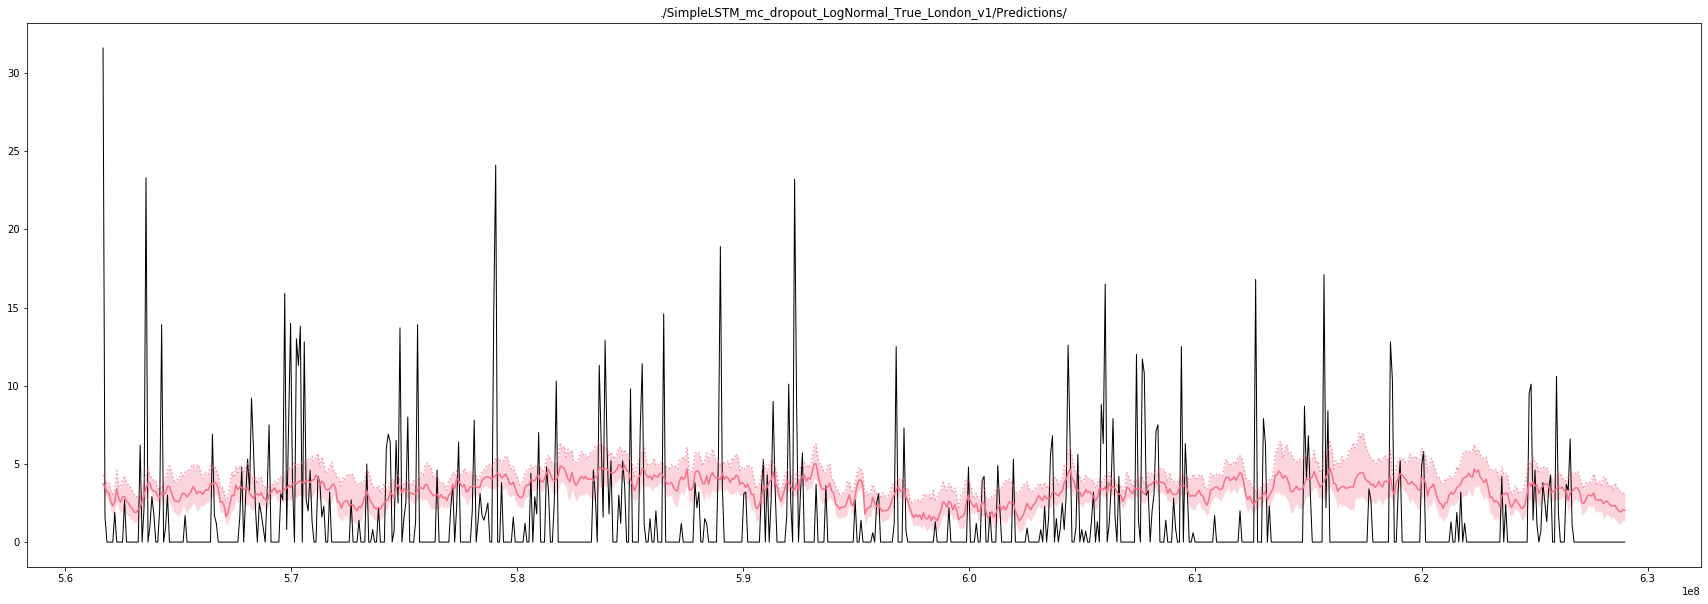 ./SimpleLSTM_mc_dropout_LogNormal_True_London_v1/Predictions/
30
25
20
15
10
5
0
5.6 5.7 5.8 5.9 6.0 6.1 6.2 6.3
1e8